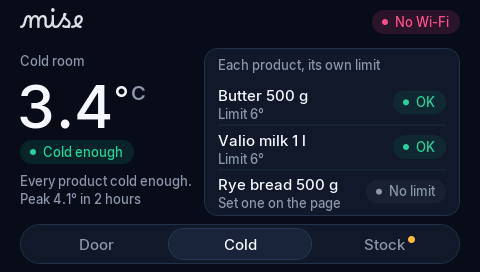 mise
No Wi-Fi
Cold room
3.4°C
Cold enough
Every product cold enough.
Peak 4.1° in 2 hours
Each product, its own limit
Butter 500 g
Limit 6°
OK
Valio milk 1 l
Limit 6°
OK
Rye bread 500 g
Set one on the page
No limit
Door
Cold
Stock